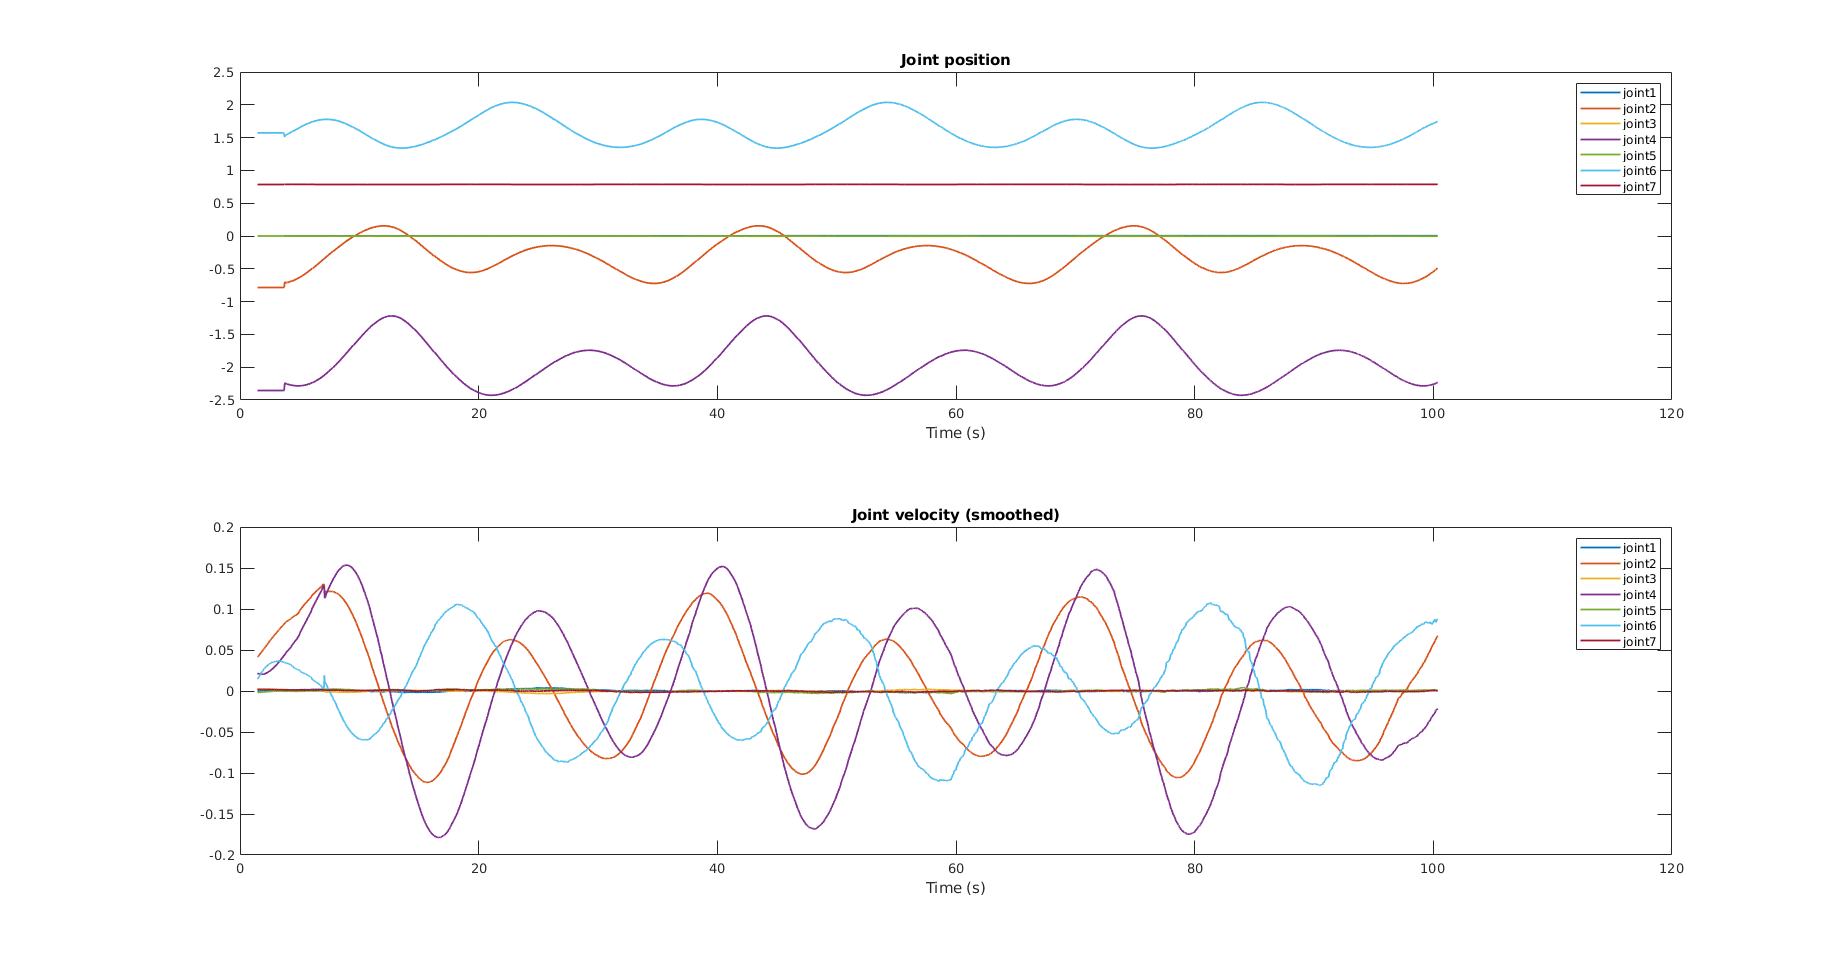 Joint position
2.5
2
1.5
1
0.5
0
-0.5
-1
-1.5
-2
-2.5
0 20 40 60 80 100 120
Time (s)
joint1
joint2
joint3
joint4
joint5
joint6
joint7
Joint velocity (smoothed)
0.2
0.15
0.1
0.05
0
-0.05
-0.1
-0.15
-0.2
0 20 40 60 80 100 120
Time (s)
joint1
joint2
joint3
joint4
joint5
joint6
joint7